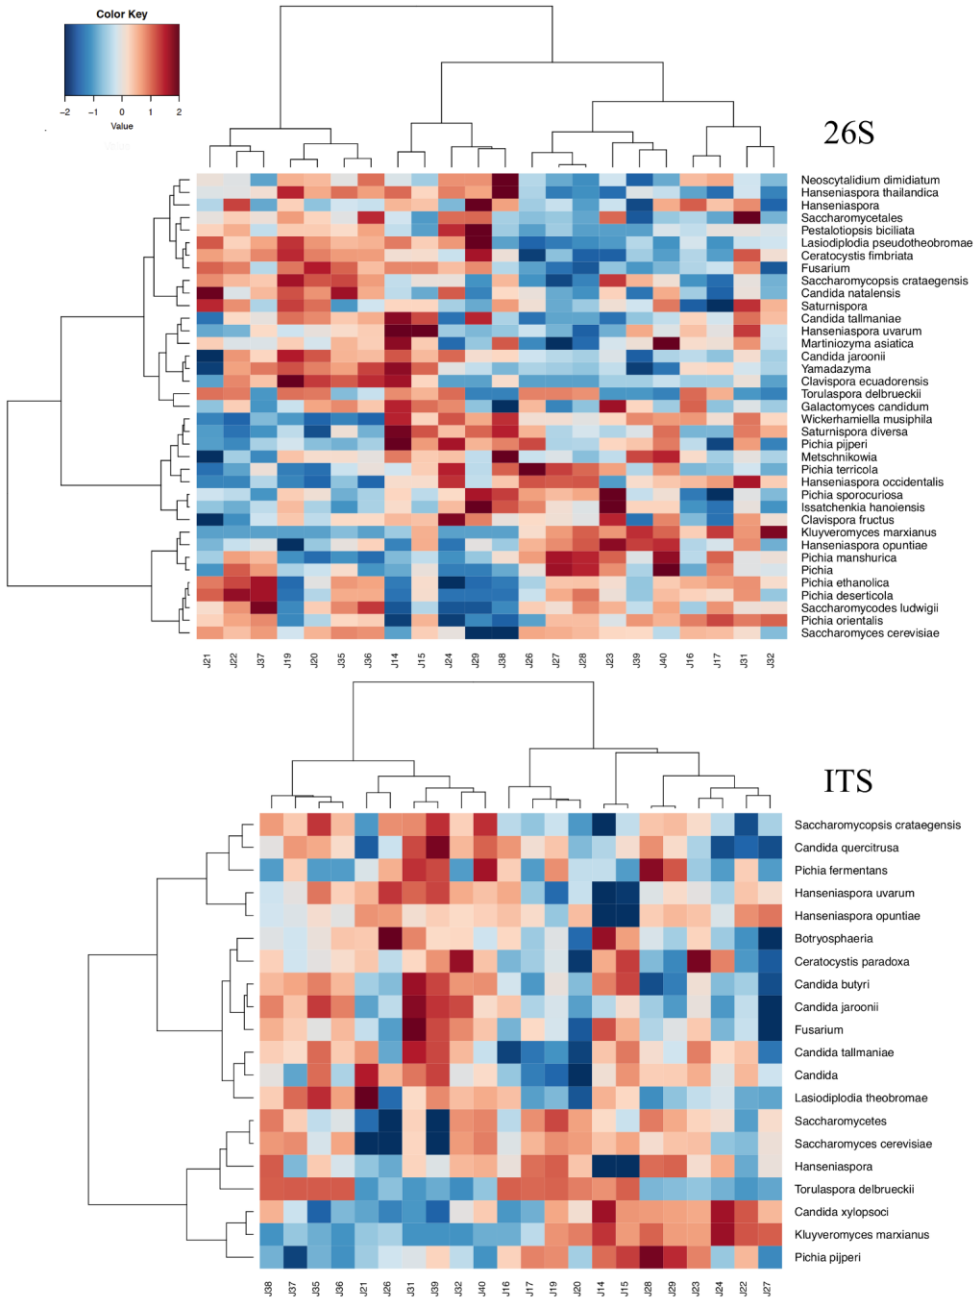 Color Key
−2 −1 0 1 2
Value
26S
Neoscytalidium dimidiatum
Hanseniaspora thailandica
Hanseniaspora
Saccharomycetales
Pestalotiopsis biciliata
Lasiodiplodia pseudotheobromae
Ceratocystis fimbriata
Fusarium
Saccharomycopsis crataegensis
Candida natalensis
Saturnispora
Candida tallmaniae
Hanseniaspora uvarum
Martiniozyma asiatica
Candida jaroonii
Yamadazyma
Clavispora ecuadorensis
Torulaspora delbrueckii
Galactomyces candidum
Wickerhamiella musiphila
Saturnispora diversa
Pichia pijperi
Metschnikowia
Pichia terricola
Hanseniaspora occidentalis
Pichia sporocuriosa
Issatchenkia hanoiensis
Clavispora fructus
Kluyveromyces marxianus
Hanseniaspora opuntiae
Pichia manshurica
Pichia
Pichia ethanolica
Pichia deserticola
Saccharomycodes ludwigii
Pichia orientalis
Saccharomyces cerevisiae
J21 J22 J37 J19 J20 J35 J36 J14 J15 J24 J29 J38 J26 J27 J28 J23 J39 J40 J16 J17 J31 J32
ITS
Saccharomycopsis crataegensis
Candida quercitrusa
Pichia fermentans
Hanseniaspora uvarum
Hanseniaspora opuntiae
Botryosphaeria
Ceratocystis paradoxa
Candida butyri
Candida jaroonii
Fusarium
Candida tallmaniae
Candida
Lasiodiplodia theobromae
Saccharomycetes
Saccharomyces cerevisiae
Hanseniaspora
Torulaspora delbrueckii
Candida xylopsoci
Kluyveromyces marxianus
Pichia pijperi
J38 J37 J35 J36 J21 J26 J31 J39 J32 J40 J16 J17 J19 J20 J14 J15 J28 J29 J23 J24 J22 J27